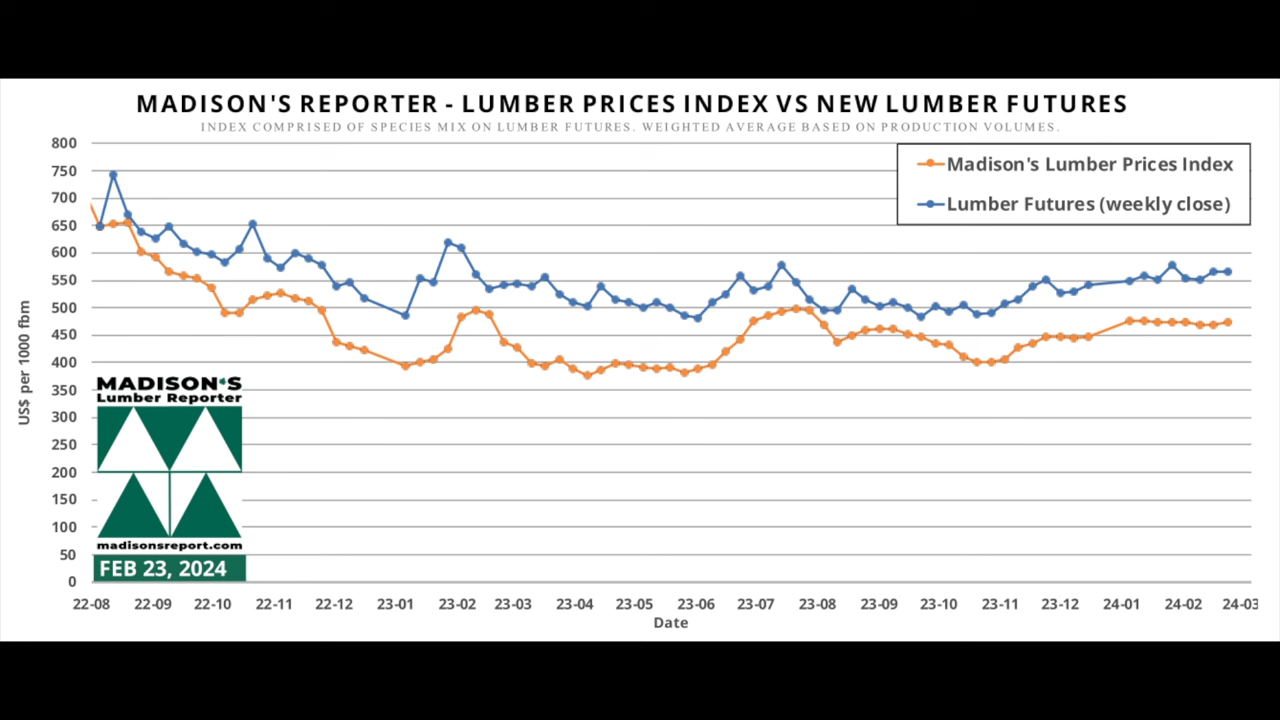 MADISON'S REPORTER - LUMBER PRICES INDEX VS NEW LUMBER FUTURES
INDEX COMPRISED OF SPECIES MIX ON LUMBER FUTURES. WEIGHTED AVERAGE BASED ON PRODUCTION VOLUMES.
Madison's Lumber Prices Index
Lumber Futures (weekly close)
US$ per 1000 fbm
800
750
700
650
600
550
500
450
400
350
300
250
200
150
100
50
0
MADISON'S
Lumber Reporter
madisonsreport.com
FEB 23, 2024
22-08 22-09 22-10 22-11 22-12 23-01 23-02 23-03 23-04 23-05 23-06 23-07 23-08 23-09 23-10 23-11 23-12 24-01 24-02 24-03
Date